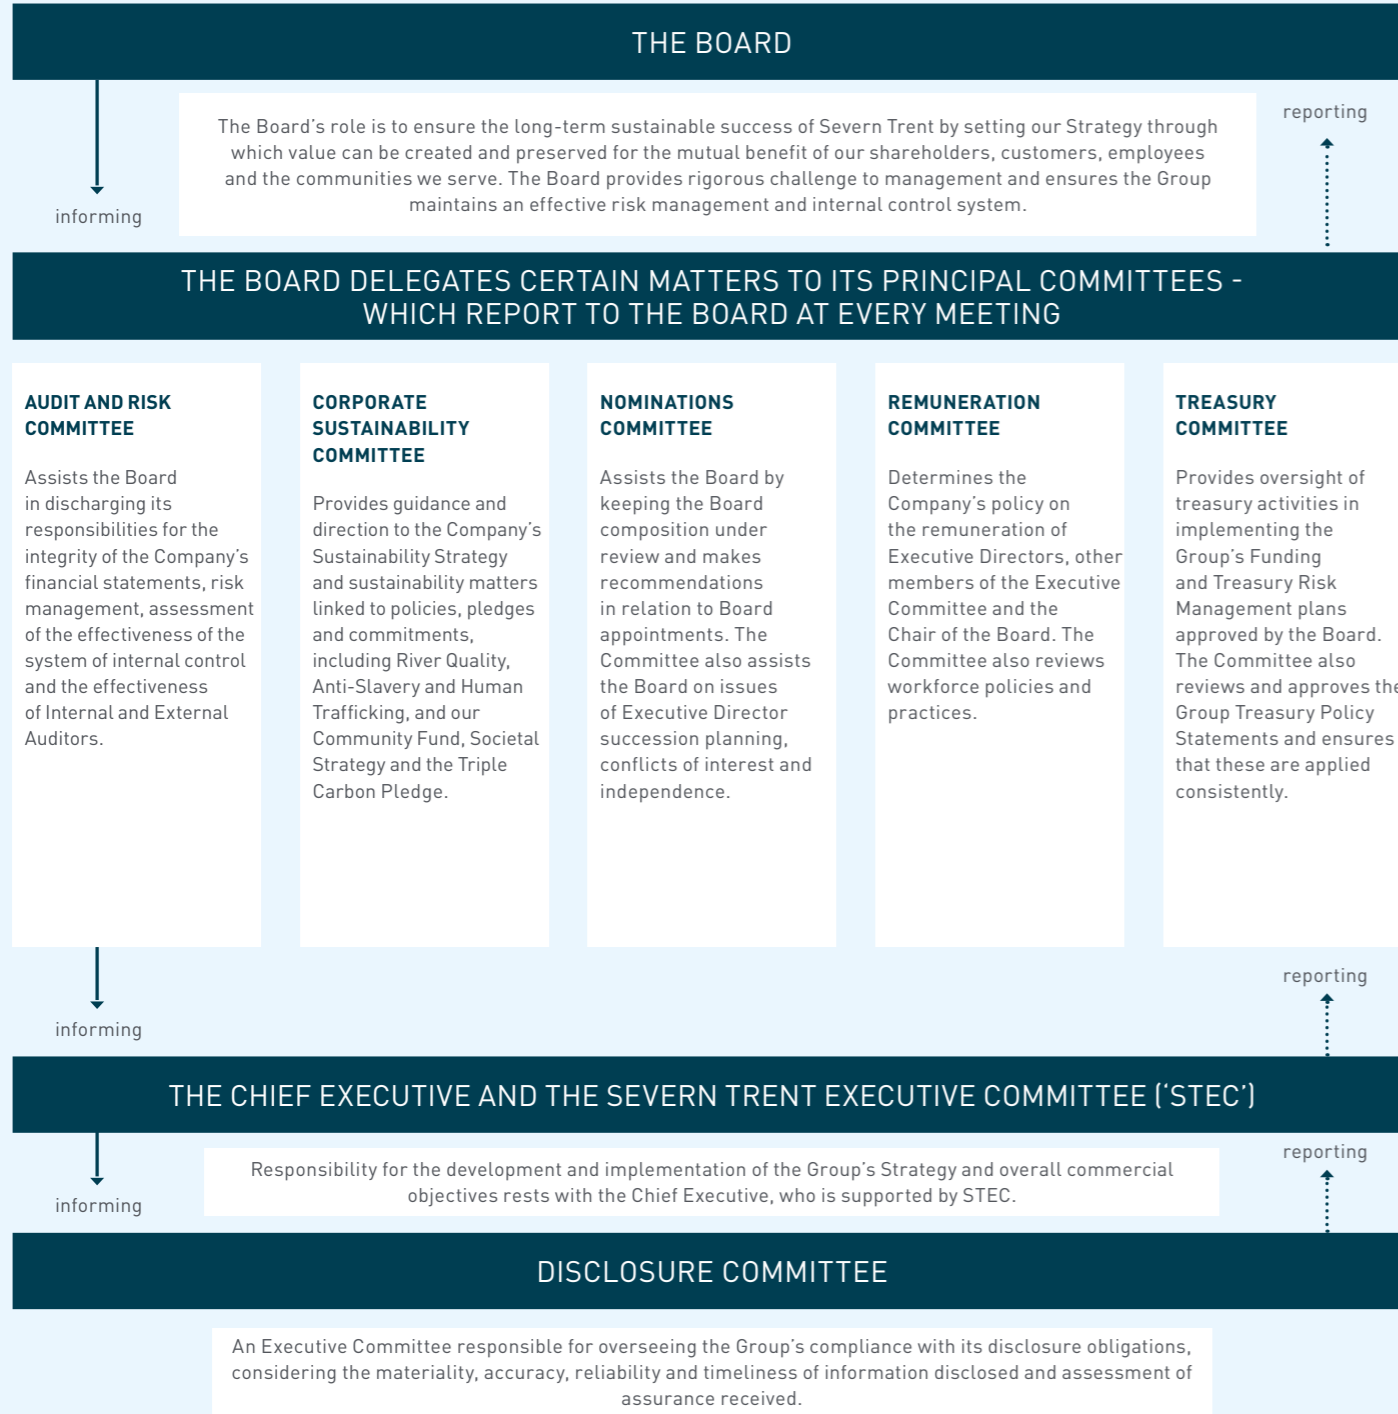 THE BOARD
informing
The Board’s role is to ensure the long-term sustainable success of Severn Trent by setting our Strategy through
which value can be created and preserved for the mutual benefit of our shareholders, customers, employees
and the communities we serve. The Board provides rigorous challenge to management and ensures the Group
maintains an effective risk management and internal control system.
reporting
THE BOARD DELEGATES CERTAIN MATTERS TO ITS PRINCIPAL COMMITTEES -
WHICH REPORT TO THE BOARD AT EVERY MEETING
AUDIT AND RISK
COMMITTEE
Assists the Board
in discharging its
responsibilities for the
integrity of the Company’s
financial statements, risk
management, assessment
of the effectiveness of the
system of internal control
and the effectiveness
of Internal and External
Auditors.
CORPORATE
SUSTAINABILITY
COMMITTEE
Provides guidance and
direction to the Company’s
Sustainability Strategy
and sustainability matters
linked to policies, pledges
and commitments,
including River Quality,
Anti-Slavery and Human
Trafficking, and our
Community Fund, Societal
Strategy and the Triple
Carbon Pledge.
NOMINATIONS
COMMITTEE
Assists the Board by
keeping the Board
composition under
review and makes
recommendations
in relation to Board
appointments. The
Committee also assists
the Board on issues
of Executive Director
succession planning,
conflicts of interest and
independence.
REMUNERATION
COMMITTEE
Determines the
Company’s policy on
the remuneration of
Executive Directors, other
members of the Executive
Committee and the
Chair of the Board. The
Committee also reviews
workforce policies and
practices.
TREASURY
COMMITTEE
Provides oversight of
treasury activities in
implementing the
Group’s Funding
and Treasury Risk
Management plans
approved by the Board.
The Committee also
reviews and approves the
Group Treasury Policy
Statements and ensures
that these are applied
consistently.
informing
reporting
THE CHIEF EXECUTIVE AND THE SEVERN TRENT EXECUTIVE COMMITTEE (‘STEC’)
informing
Responsibility for the development and implementation of the Group’s Strategy and overall commercial
objectives rests with the Chief Executive, who is supported by STEC.
reporting
DISCLOSURE COMMITTEE
An Executive Committee responsible for overseeing the Group’s compliance with its disclosure obligations,
considering the materiality, accuracy, reliability and timeliness of information disclosed and assessment of
assurance received.